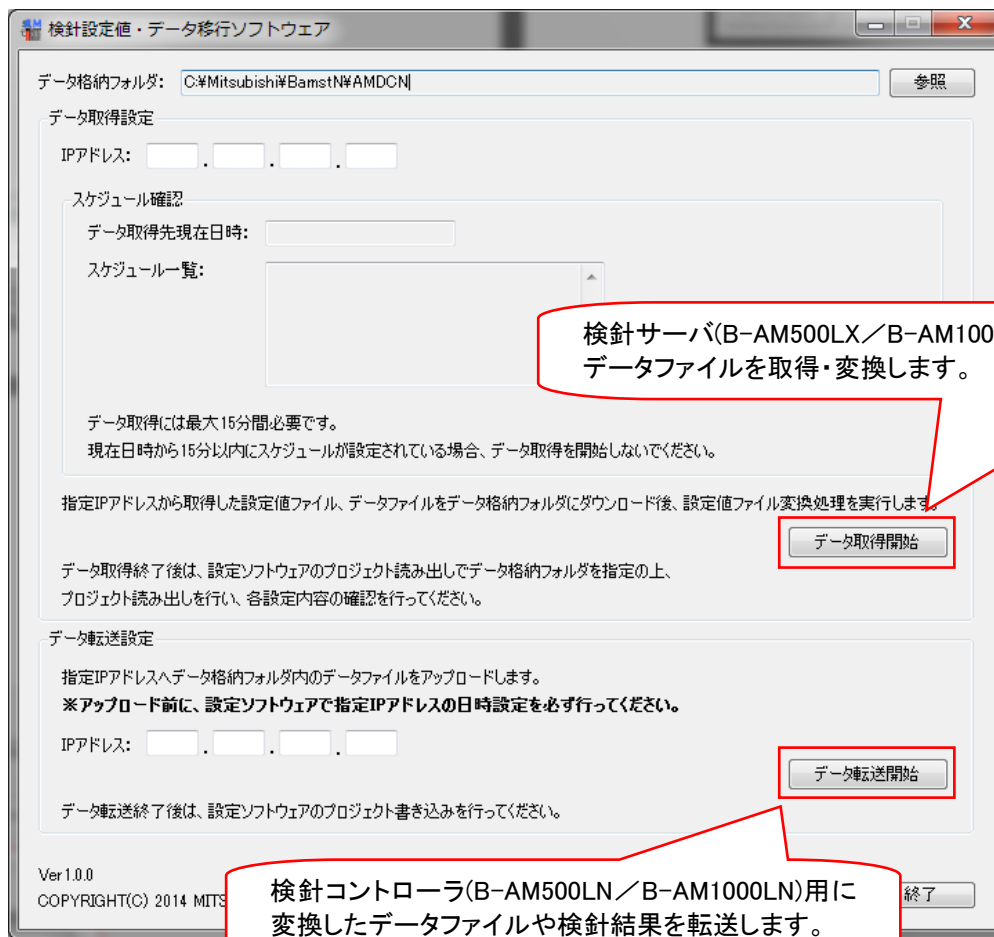 検針設定値・データ移行ソフトウェア
データ格納フォルダ: C:¥Mitsubishi¥BamstN¥AMDCN 参照
データ取得設定
IPアドレス: . . .
スケジュール確認
データ取得先現在日時:
スケジュール一覧:
検針サーバ(B-AM500LX/B-AM100
データファイルを取得・変換します。
データ取得には最大15分間必要です。
現在日時から15分以内にスケジュールが設定されている場合、データ取得を開始しないでください。
指定IPアドレスから取得した設定値ファイル、データファイルをデータ格納フォルダにダウンロード後、設定値ファイル変換処理を実行します。
データ取得開始
データ取得終了後は、設定ソフトウェアのプロジェクト読み出しでデータ格納フォルダを指定の上、
プロジェクト読み出しを行い、各設定内容の確認を行ってください。
データ転送設定
指定IPアドレスへデータ格納フォルダ内のデータファイルをアップロードします。
※アップロード前に、設定ソフトウェアで指定IPアドレスの日時設定を必ず行ってください。
IPアドレス: . . .
データ転送開始
データ転送終了後は、設定ソフトウェアのプロジェクト書き込みを行ってください。
Ver1.0.0
COPYRIGHT(C) 2014 MITS
終了
検針コントローラ(B-AM500LN/B-AM1000LN)用に
変換したデータファイルや検針結果を転送します。